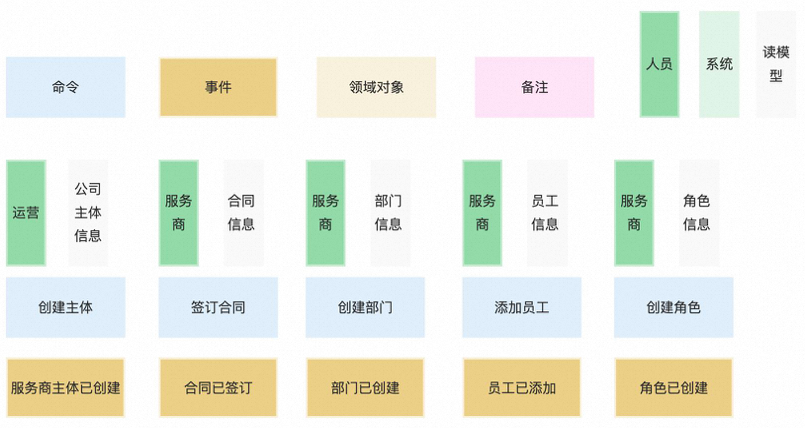 命令
事件
领域对象
备注
人员
系统
读模
型
运营
公司
主体
信息
服务
商
合同
信息
服务
商
部门
信息
服务
商
员工
信息
服务
商
角色
信息
创建主体
签订合同
创建部门
添加员工
创建角色
服务商主体已创建
合同已签订
部门已创建
员工已添加
角色已创建